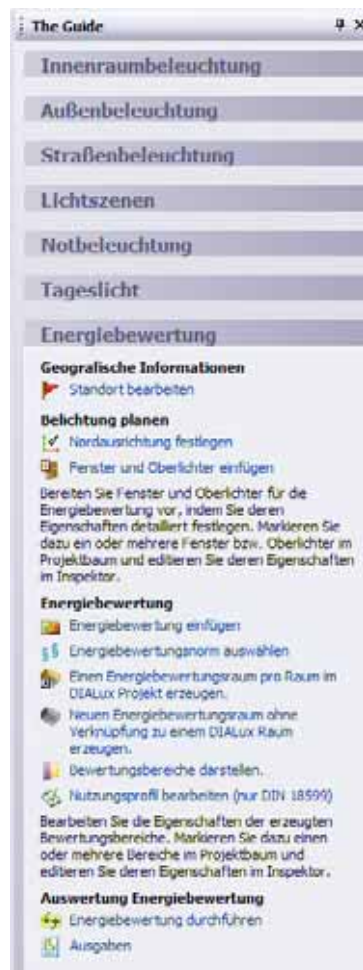 The Guide
Innenraumbeleuchtung
Außenbeleuchtung
Straßenbeleuchtung
Lichtszenen
Notbeleuchtung
Tageslicht
Energiebewertung
Geografische Informationen
Standort bearbeiten
Belichtung planen
Nordausrichtung festlegen
Fenster und Oberlichter einfügen
Bereiten Sie Fenster und Oberlichter für die
Energiebewertung vor, indem Sie deren
Eigenschaften detailliert festlegen. Markieren Sie
dazu ein oder mehrere Fenster bzw. Oberlichter im
Projektbaum und editieren Sie deren Eigenschaften
im Inspektor.
Energiebewertung
Energiebewertung einfügen
Energiebewertungsnorm auswählen
Einen Energiebewertungsraum pro Raum im
DIALux Projekt erzeugen.
Neuen Energiebewertungsraum ohne
Verknüpfung zu einem DIALux Raum
erzeugen.
Bewertungsbereiche darstellen.
Nutzungsprofil bearbeiten (nur DIN 18599)
Bearbeiten Sie die Eigenschaften der erzeugten
Bewertungsbereiche. Markieren Sie dazu einen
oder mehrere Bereiche im Projektbaum und
editieren Sie deren Eigenschaften im Inspektor.
Auswertung Energiebewertung
Energiebewertung durchführen
Ausgaben